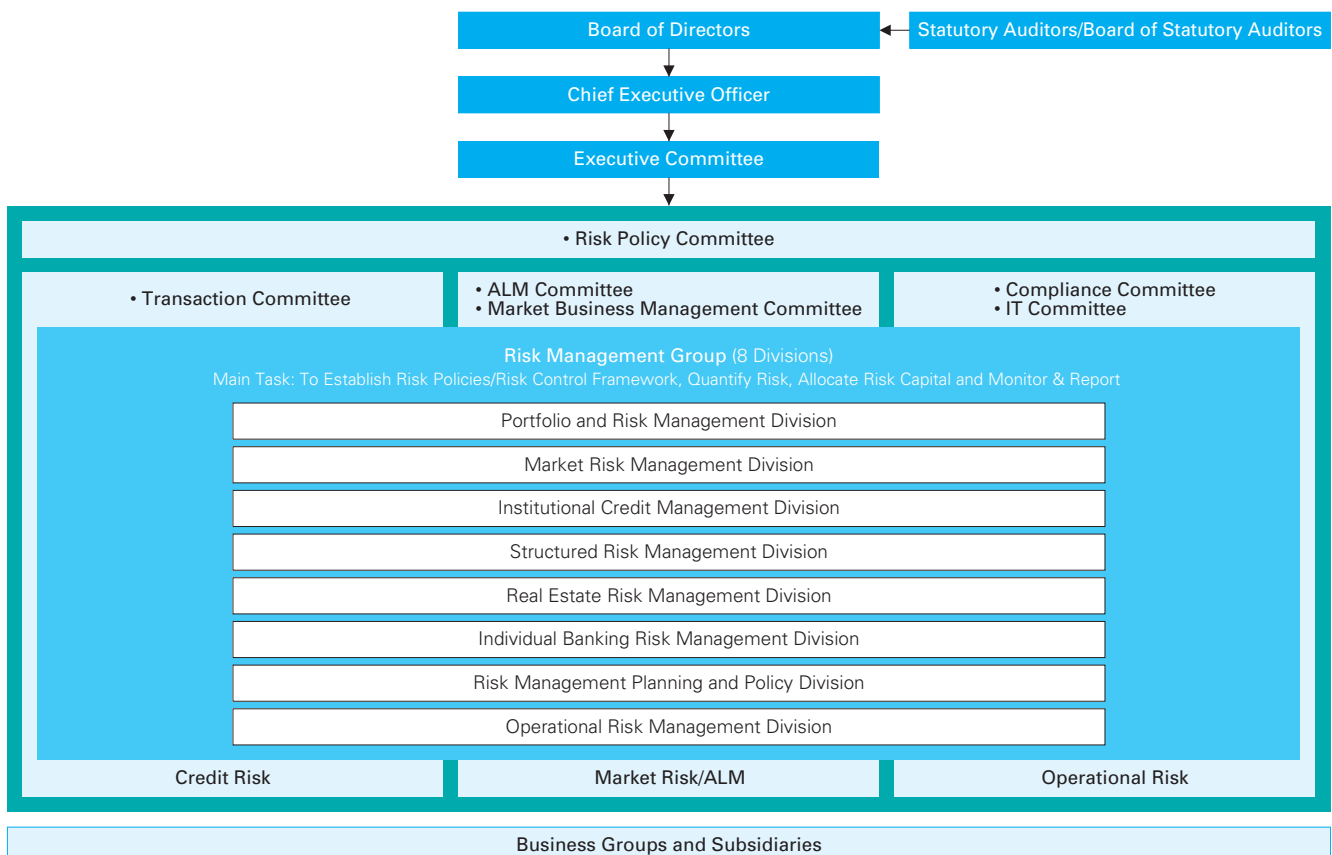 Board of Directors
Statutory Auditors/Board of Statutory Auditors
Chief Executive Officer
Executive Committee
• Risk Policy Committee
• Transaction Committee
• ALM Committee
• Market Business Management Committee
• Compliance Committee
• IT Committee
Risk Management Group (8 Divisions)
Main Task: To Establish Risk Policies/Risk Control Framework, Quantify Risk, Allocate Risk Capital and Monitor & Report
Portfolio and Risk Management Division
Market Risk Management Division
Institutional Credit Management Division
Structured Risk Management Division
Real Estate Risk Management Division
Individual Banking Risk Management Division
Risk Management Planning and Policy Division
Operational Risk Management Division
Credit Risk
Market Risk/ALM
Operational Risk
Business Groups and Subsidiaries